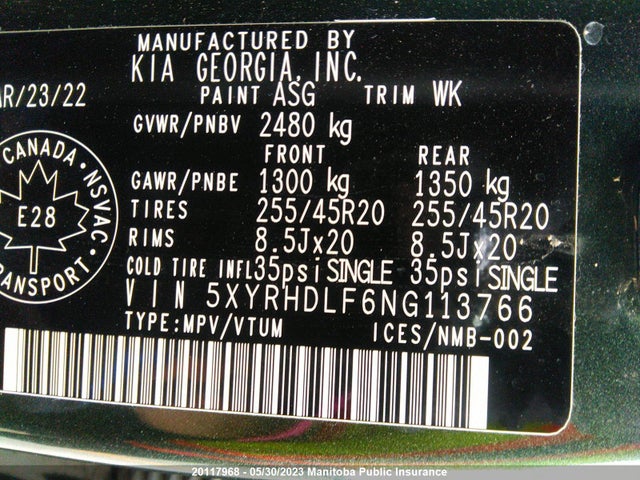 MANUFACTURED BY
KIA GEORGIA, INC.
AR/23/22 PAINT ASG TRIM WK
GVWR/PNBV 2480 kg
FRONT REAR
GAWR/PNBE 1300 kg 1350 kg
TIRES 255/45R20 255/45R20
RIMS 8.5Jx20 8.5Jx20
COLD TIRE INFL 35psi SINGLE 35psi SINGLE
VIN 5XYRHDLF6NG113766
TYPE:MPV/VTUM ICES/NMB-002
CANADA · NSVAC ·
E28
RANSPORT
20117968 - 05/30/2023 Manitoba Public Insurance